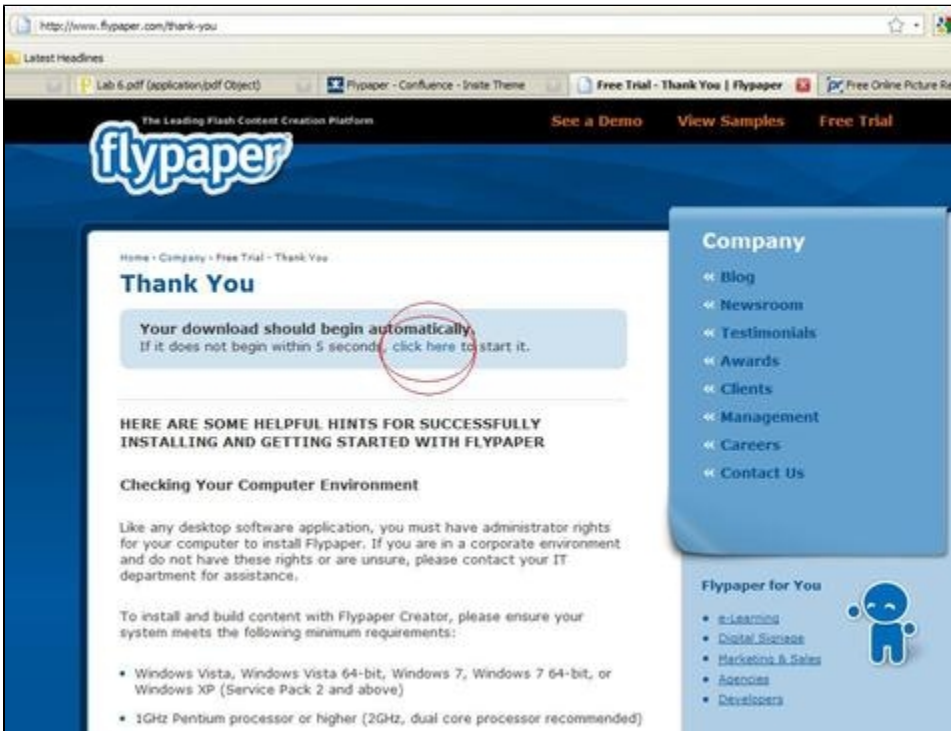 http://www.flypaper.com/thank-you
Latest Headlines
Lab 6.pdf (application/pdf Object)
Flypaper - Confluence - Insite Theme
Free Trial - Thank You | Flypaper
Free Online Picture Re
The Leading Flash Content Creation Platform
See a Demo View Samples Free Trial
flypaper
Home › Company › Free Trial - Thank You
Thank You
Your download should begin automatically.
If it does not begin within 5 seconds, click here to start it.
HERE ARE SOME HELPFUL HINTS FOR SUCCESSFULLY
INSTALLING AND GETTING STARTED WITH FLYPAPER
Checking Your Computer Environment
Like any desktop software application, you must have administrator rights
for your computer to install Flypaper. If you are in a corporate environment
and do not have these rights or are unsure, please contact your IT
department for assistance.
To install and build content with Flypaper Creator, please ensure your
system meets the following minimum requirements:
• Windows Vista, Windows Vista 64-bit, Windows 7, Windows 7 64-bit, or
Windows XP (Service Pack 2 and above)
• 1GHz Pentium processor or higher (2GHz, dual core processor recommended)
Company
« Blog
« Newsroom
« Testimonials
« Awards
« Clients
« Management
« Careers
« Contact Us
Flypaper for You
• e-Learning
• Digital Signage
• Marketing & Sales
• Agencies
• Developers